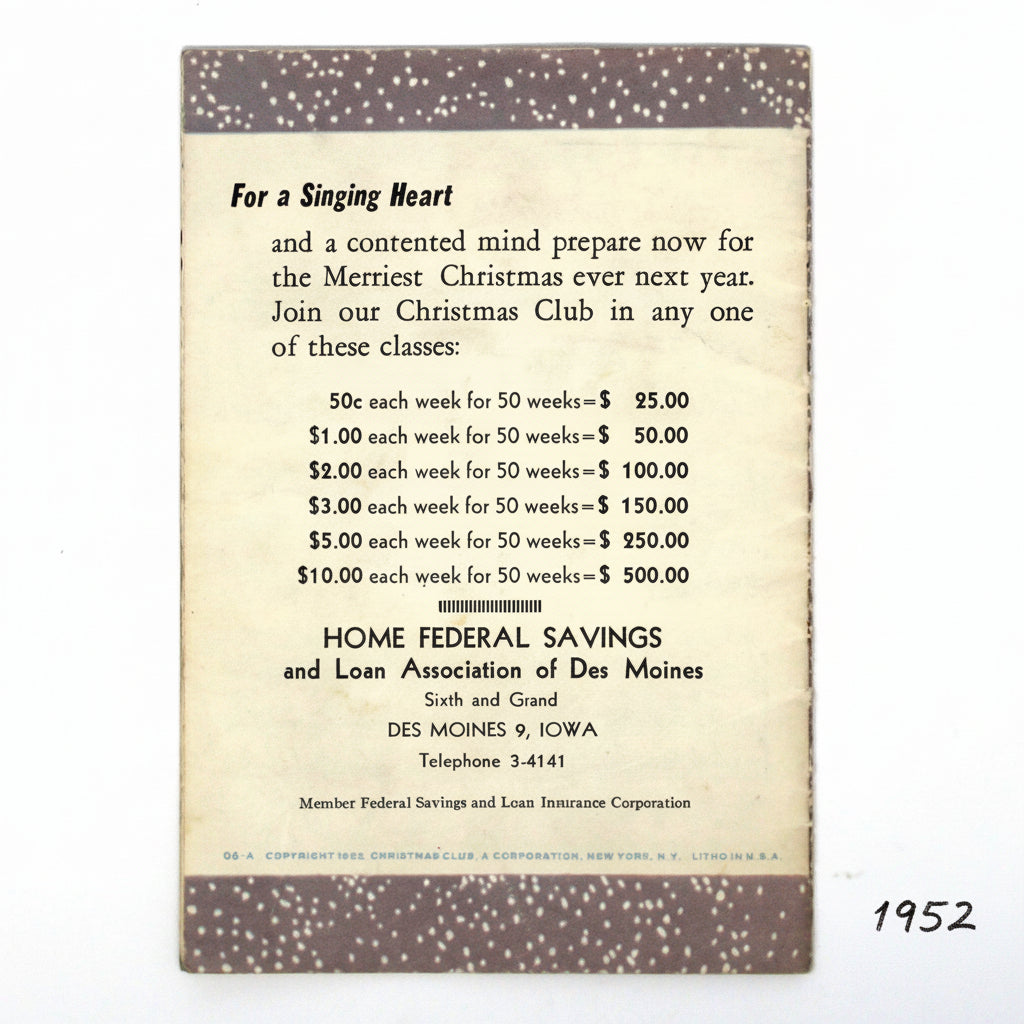 For a Singing Heart
and a contented mind prepare now for
the Merriest Christmas ever next year.
Join our Christmas Club in any one
of these classes:
50c each week for 50 weeks=$ 25.00
$1.00 each week for 50 weeks=$ 50.00
$2.00 each week for 50 weeks=$ 100.00
$3.00 each week for 50 weeks=$ 150.00
$5.00 each week for 50 weeks=$ 250.00
$10.00 each week for 50 weeks=$ 500.00
HOME FEDERAL SAVINGS
and Loan Association of Des Moines
Sixth and Grand
DES MOINES 9, IOWA
Telephone 3-4141
Member Federal Savings and Loan Insurance Corporation
06-A COPYRIGHT CHRISTMAS CLUB, A CORPORATION, NEW YORK, N.Y. LITHO IN
1952